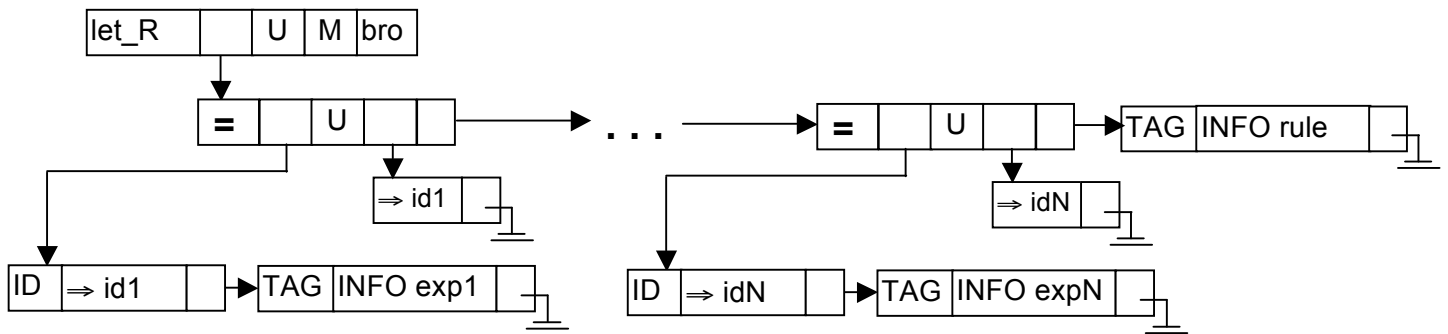 let_R U M bro
= U . . . = U TAG INFO rule
⇒ id1 ⇒ idN
ID ⇒ id1 TAG INFO exp1 ID ⇒ idN TAG INFO expN